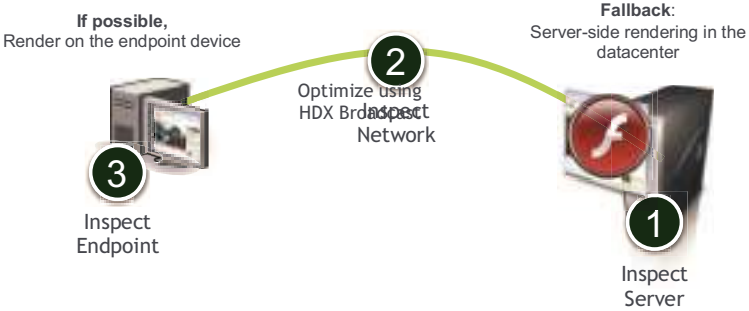 If possible,
Render on the endpoint device
Fallback:
Server-side rendering in the
datacenter
2
Optimize using
HDX Broadcast
Inspect
Network
f
3
Inspect
Endpoint
1
Inspect
Server